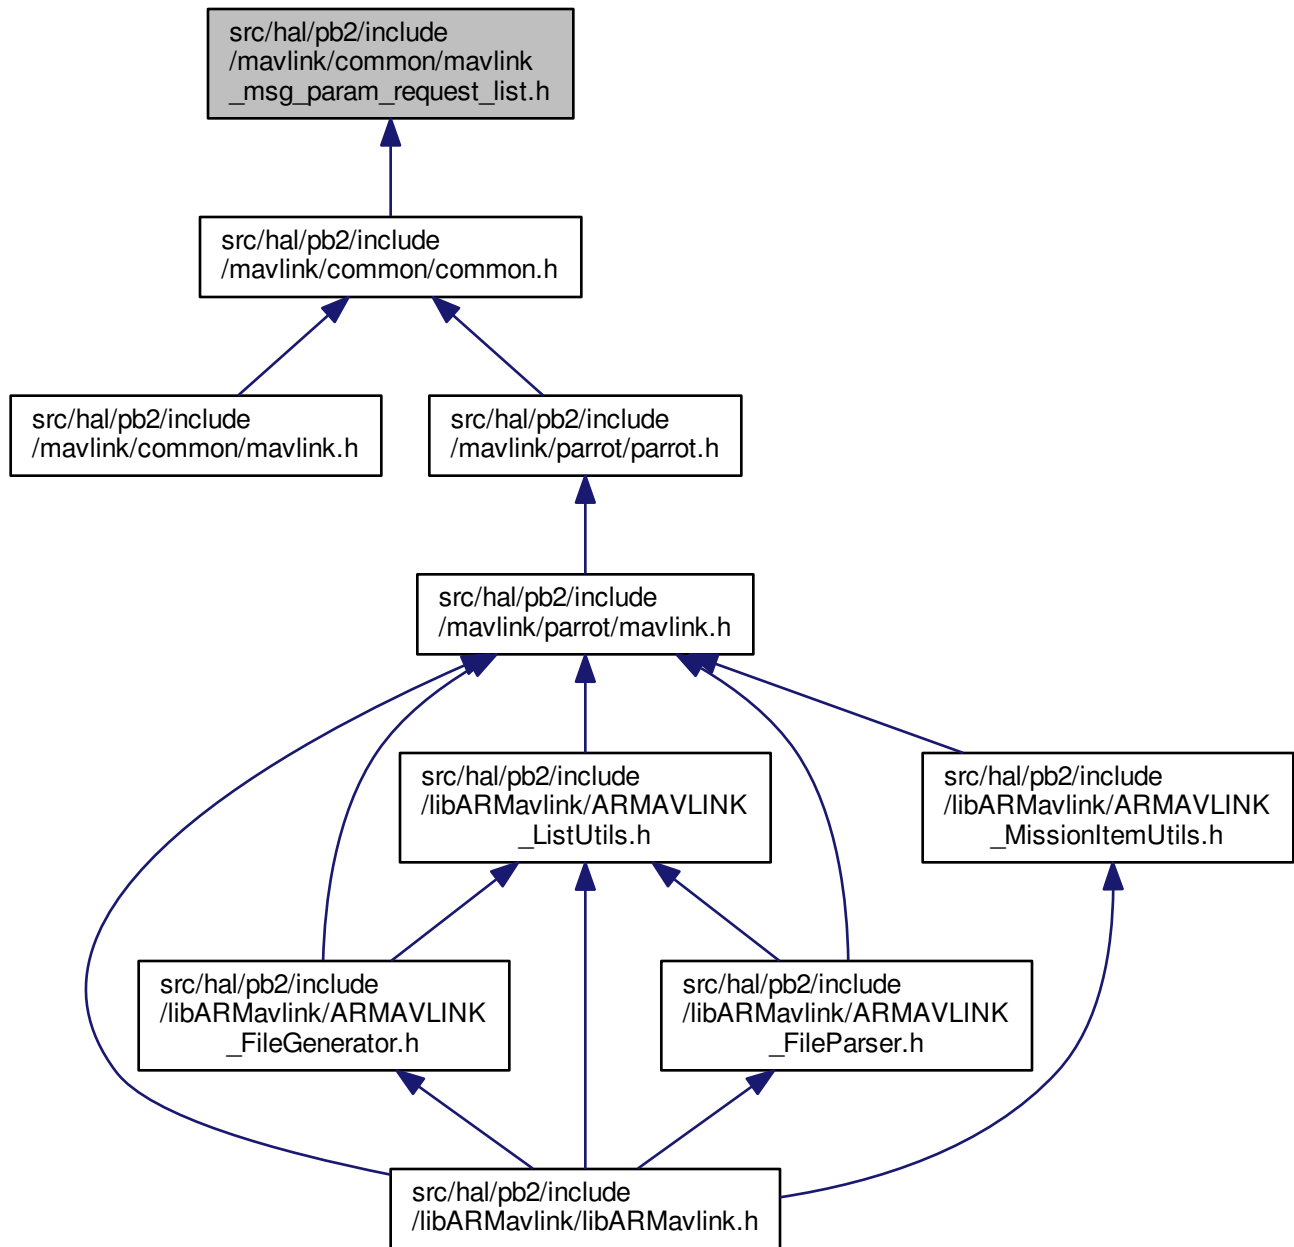 src/hal/pb2/include
/mavlink/common/mavlink
_msg_param_request_list.h
src/hal/pb2/include
/mavlink/common/common.h
src/hal/pb2/include
/mavlink/common/mavlink.h
src/hal/pb2/include
/mavlink/parrot/parrot.h
src/hal/pb2/include
/mavlink/parrot/mavlink.h
src/hal/pb2/include
/libARMavlink/ARMAVLINK
_ListUtils.h
src/hal/pb2/include
/libARMavlink/ARMAVLINK
_MissionItemUtils.h
src/hal/pb2/include
/libARMavlink/ARMAVLINK
_FileGenerator.h
src/hal/pb2/include
/libARMavlink/ARMAVLINK
_FileParser.h
src/hal/pb2/include
/libARMavlink/libARMavlink.h